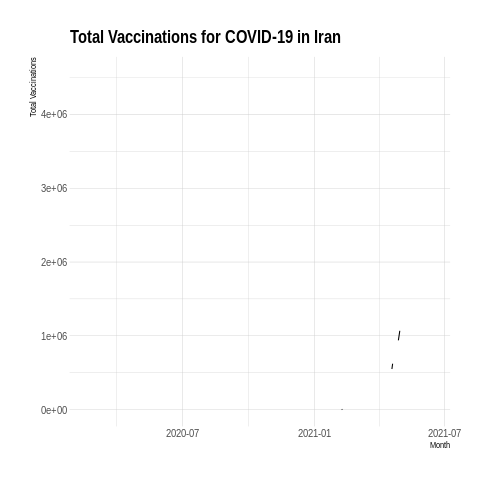 Total Vaccinations for COVID-19 in Iran
Total Vaccinations
4e+06
3e+06
2e+06
1e+06
0e+00
2020-07
2021-01
2021-07
Month